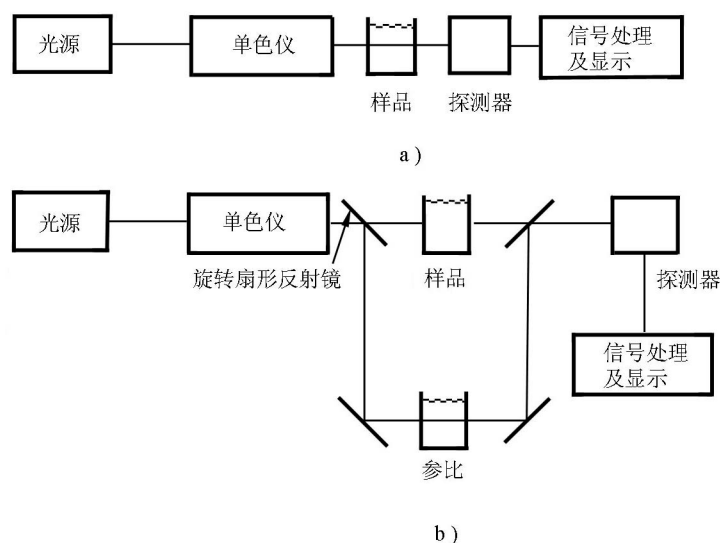 光源
单色仪
信号处理
及显示
样品
探测器
a )
光源
单色仪
旋转扇形反射镜
样品
探测器
信号处理
及显示
参比
b )